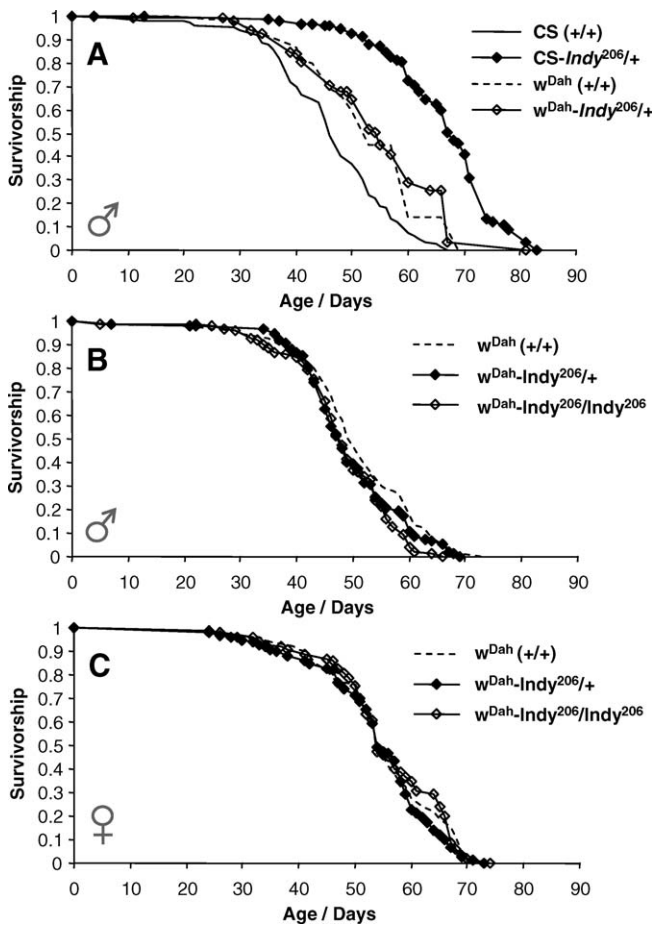 A
Survivorship
1
0.9
0.8
0.7
0.6
0.5
0.4
0.3
0.2
0.1
0
0 10 20 30 40 50 60 70 80 90
Age / Days
CS (+/+)
CS-Indy²⁰⁶/+
wᴰᵃʰ (+/+)
wᴰᵃʰ-Indy²⁰⁶/+
♂
B
Survivorship
1
0.9
0.8
0.7
0.6
0.5
0.4
0.3
0.2
0.1
0
0 10 20 30 40 50 60 70 80 90
Age / Days
wᴰᵃʰ (+/+)
wᴰᵃʰ-Indy²⁰⁶/+
wᴰᵃʰ-Indy²⁰⁶/Indy²⁰⁶
♂
C
Survivorship
1
0.9
0.8
0.7
0.6
0.5
0.4
0.3
0.2
0.1
0
0 10 20 30 40 50 60 70 80 90
Age / Days
wᴰᵃʰ (+/+)
wᴰᵃʰ-Indy²⁰⁶/+
wᴰᵃʰ-Indy²⁰⁶/Indy²⁰⁶
♀